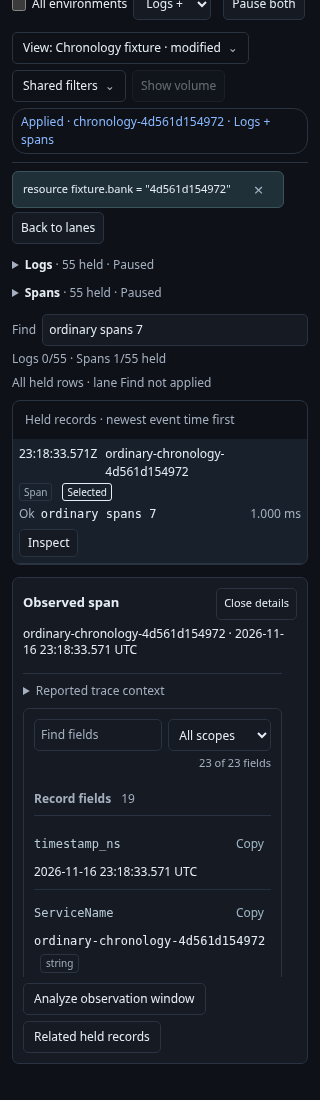 All environments Logs + Pause both
View: Chronology fixture · modified
Shared filters Show volume
Applied · chronology-4d561d154972 · Logs +
spans
resource fixture.bank = "4d561d154972" ×
Back to lanes
Logs · 55 held · Paused
Spans · 55 held · Paused
Find ordinary spans 7
Logs 0/55 · Spans 1/55 held
All held rows · lane Find not applied
Held records · newest event time first
23:18:33.571Z ordinary-chronology-
4d561d154972
Span Selected
Ok ordinary spans 7 1.000 ms
Inspect
Observed span Close details
ordinary-chronology-4d561d154972 · 2026-11-
16 23:18:33.571 UTC
Reported trace context
Find fields All scopes
23 of 23 fields
Record fields 19
timestamp_ns Copy
2026-11-16 23:18:33.571 UTC
ServiceName Copy
ordinary-chronology-4d561d154972
string
Analyze observation window
Related held records